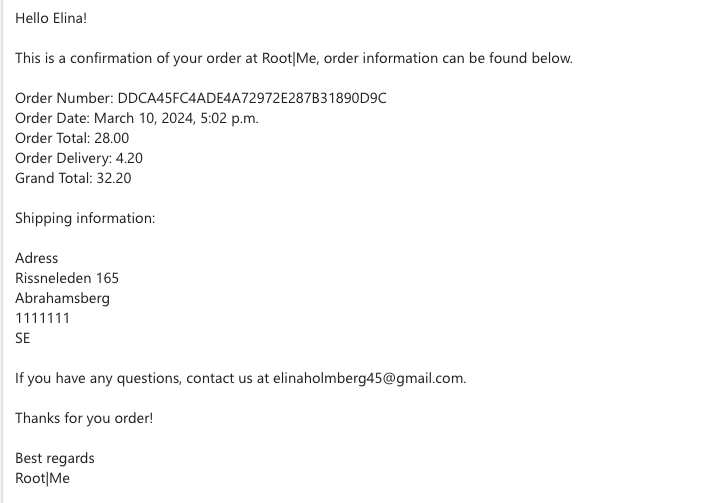 Hello Elina!
This is a confirmation of your order at Root|Me, order information can be found below.
Order Number: DDCA45FC4ADE4A72972E287B31890D9C
Order Date: March 10, 2024, 5:02 p.m.
Order Total: 28.00
Order Delivery: 4.20
Grand Total: 32.20
Shipping information:
Adress
Rissneleden 165
Abrahamsberg
1111111
SE
If you have any questions, contact us at elinaholmberg45@gmail.com.
Thanks for you order!
Best regards
Root|Me